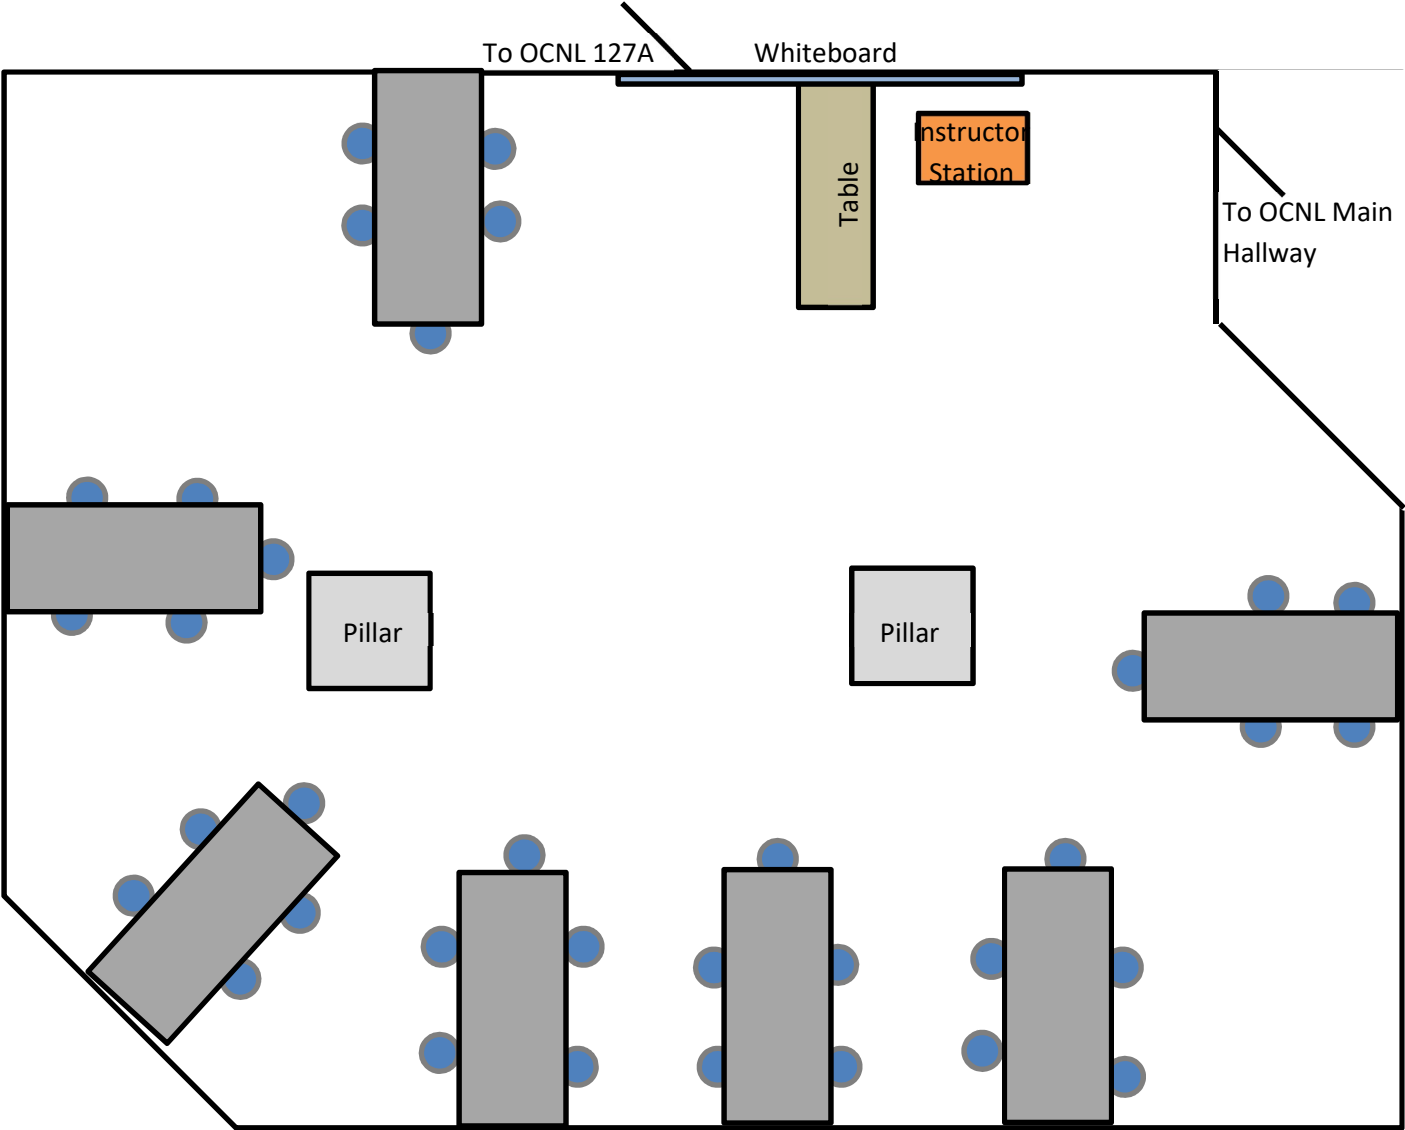 To OCNL 127A
Whiteboard
Instructor
Station
Table
To OCNL Main
Hallway
Pillar
Pillar